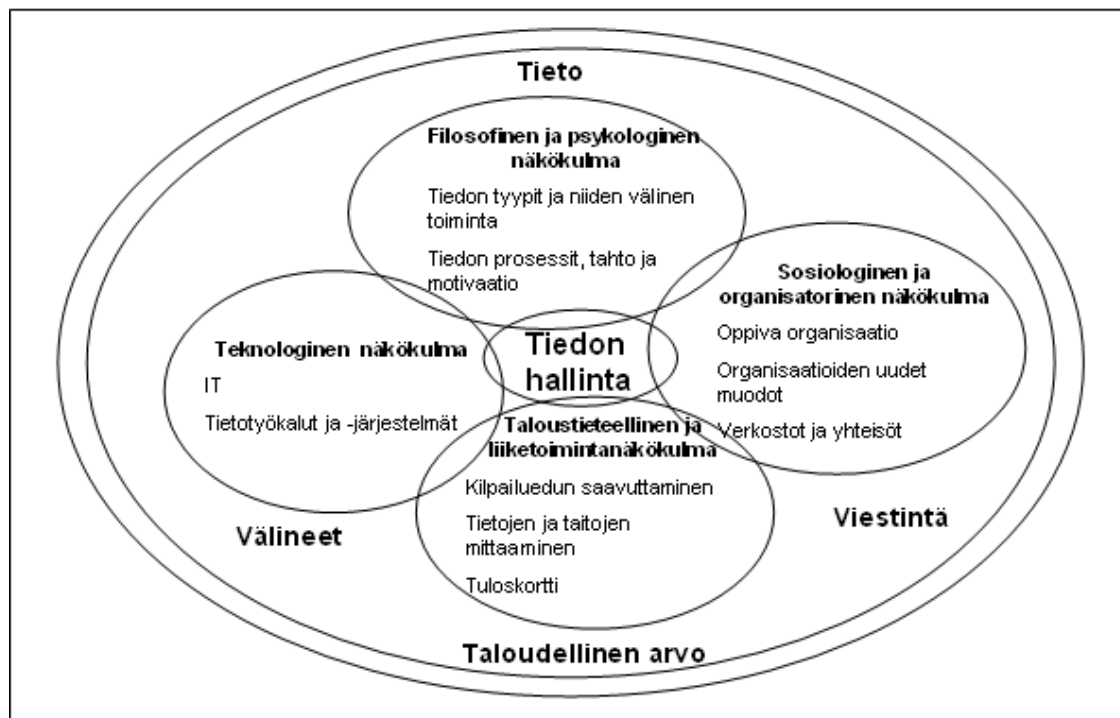 Tieto
Filosofinen ja psykologinen
näkökulma
Tiedon tyypit ja niiden välinen
toiminta
Tiedon prosessit, tahto ja
motivaatio
Sosiologinen ja
organisatorinen näkökulma
Oppiva organisaatio
Organisaatioiden uudet
muodot
Verkostot ja yhteisöt
Teknologinen näkökulma
IT
Tietotyökalut ja -järjestelmät
Tiedon
hallinta
Taloustieteellinen ja
liiketoimintanäkökulma
Kilpailuedun saavuttaminen
Tietojen ja taitojen
mittaaminen
Tuloskortti
Välineet
Viestintä
Taloudellinen arvo